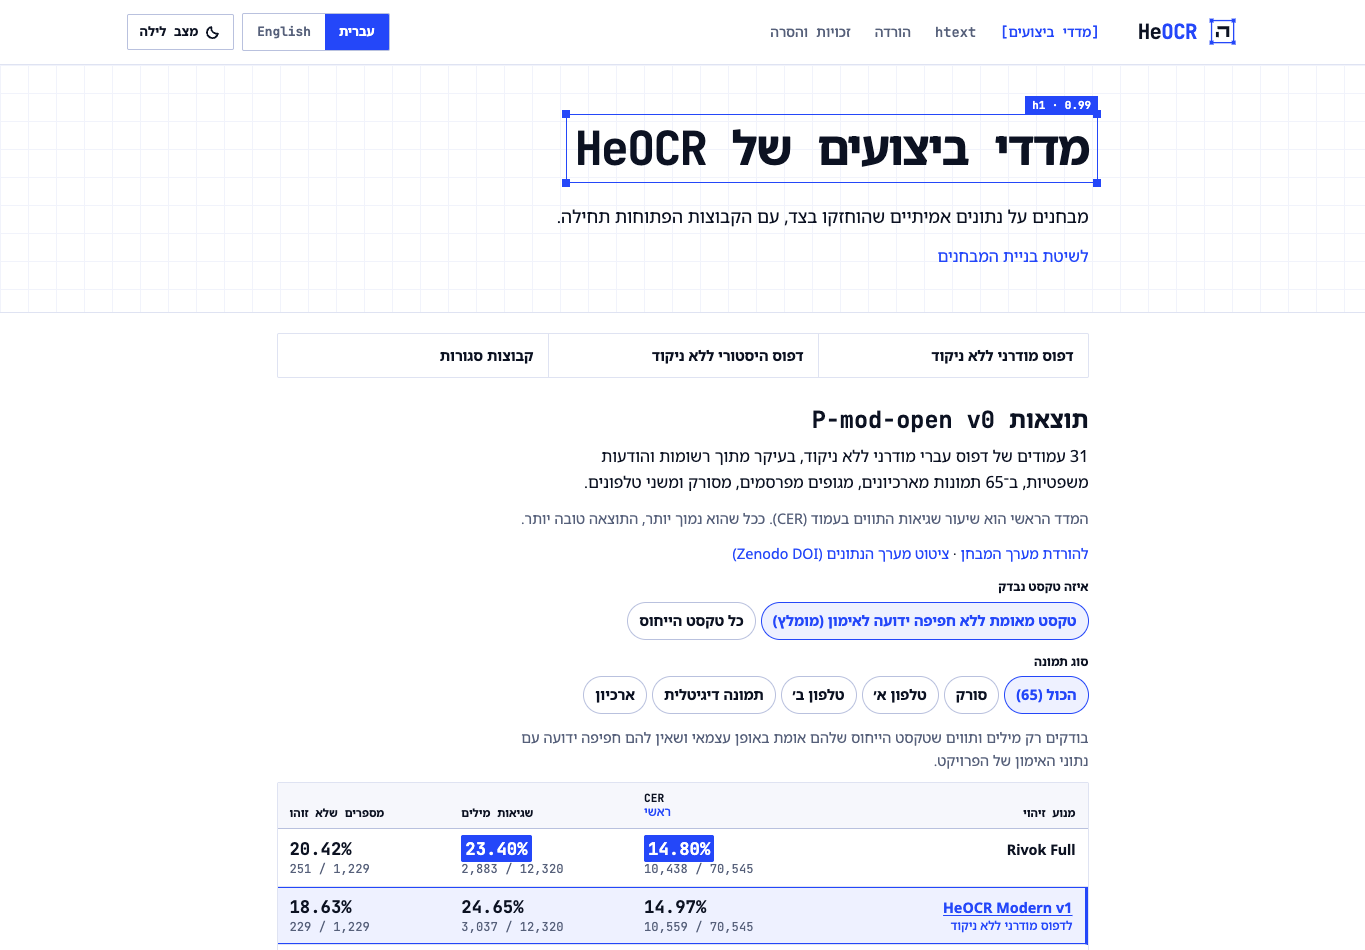 ה HeOCR
[מדדי ביצועים] htext הורדה זכויות והסרה
עברית English
מצב לילה
h1 · 0.99
מדדי ביצועים של HeOCR
מבחנים על נתונים אמיתיים שהוחזקו בצד, עם הקבוצות הפתוחות תחילה.
לשיטת בניית המבחנים
דפוס מודרני ללא ניקוד
דפוס היסטורי ללא ניקוד
קבוצות סגורות
תוצאות P-mod-open v0
31 עמודים של דפוס עברי מודרני ללא ניקוד, בעיקר מתוך רשומות והודעות
משפטיות, ב־65 תמונות מארכיונים, מגופים מפרסמים, מסורק ומשני טלפונים.
המדד הראשי הוא שיעור שגיאות התווים בעמוד (CER). ככל שהוא נמוך יותר, התוצאה טובה יותר.
להורדת מערך המבחן · ציטוט מערך הנתונים (Zenodo DOI)
איזה טקסט נבדק
טקסט מאומת ללא חפיפה ידועה לאימון (מומלץ) כל טקסט הייחוס
סוג תמונה
הכול (65) סורק טלפון א׳ טלפון ב׳ תמונה דיגיטלית ארכיון
בודקים רק מילים ותווים שטקסט הייחוס שלהם אומת באופן עצמאי ושאין להם חפיפה ידועה עם
נתוני האימון של הפרויקט.
מנוע זיהוי CER ראשי שגיאות מילים מספרים שלא זוהו
Rivok Full 14.80% 23.40% 20.42%
10,438 / 70,545 2,883 / 12,320 251 / 1,229
HeOCR Modern v1 14.97% 24.65% 18.63%
לדפוס מודרני ללא ניקוד 10,559 / 70,545 3,037 / 12,320 229 / 1,229